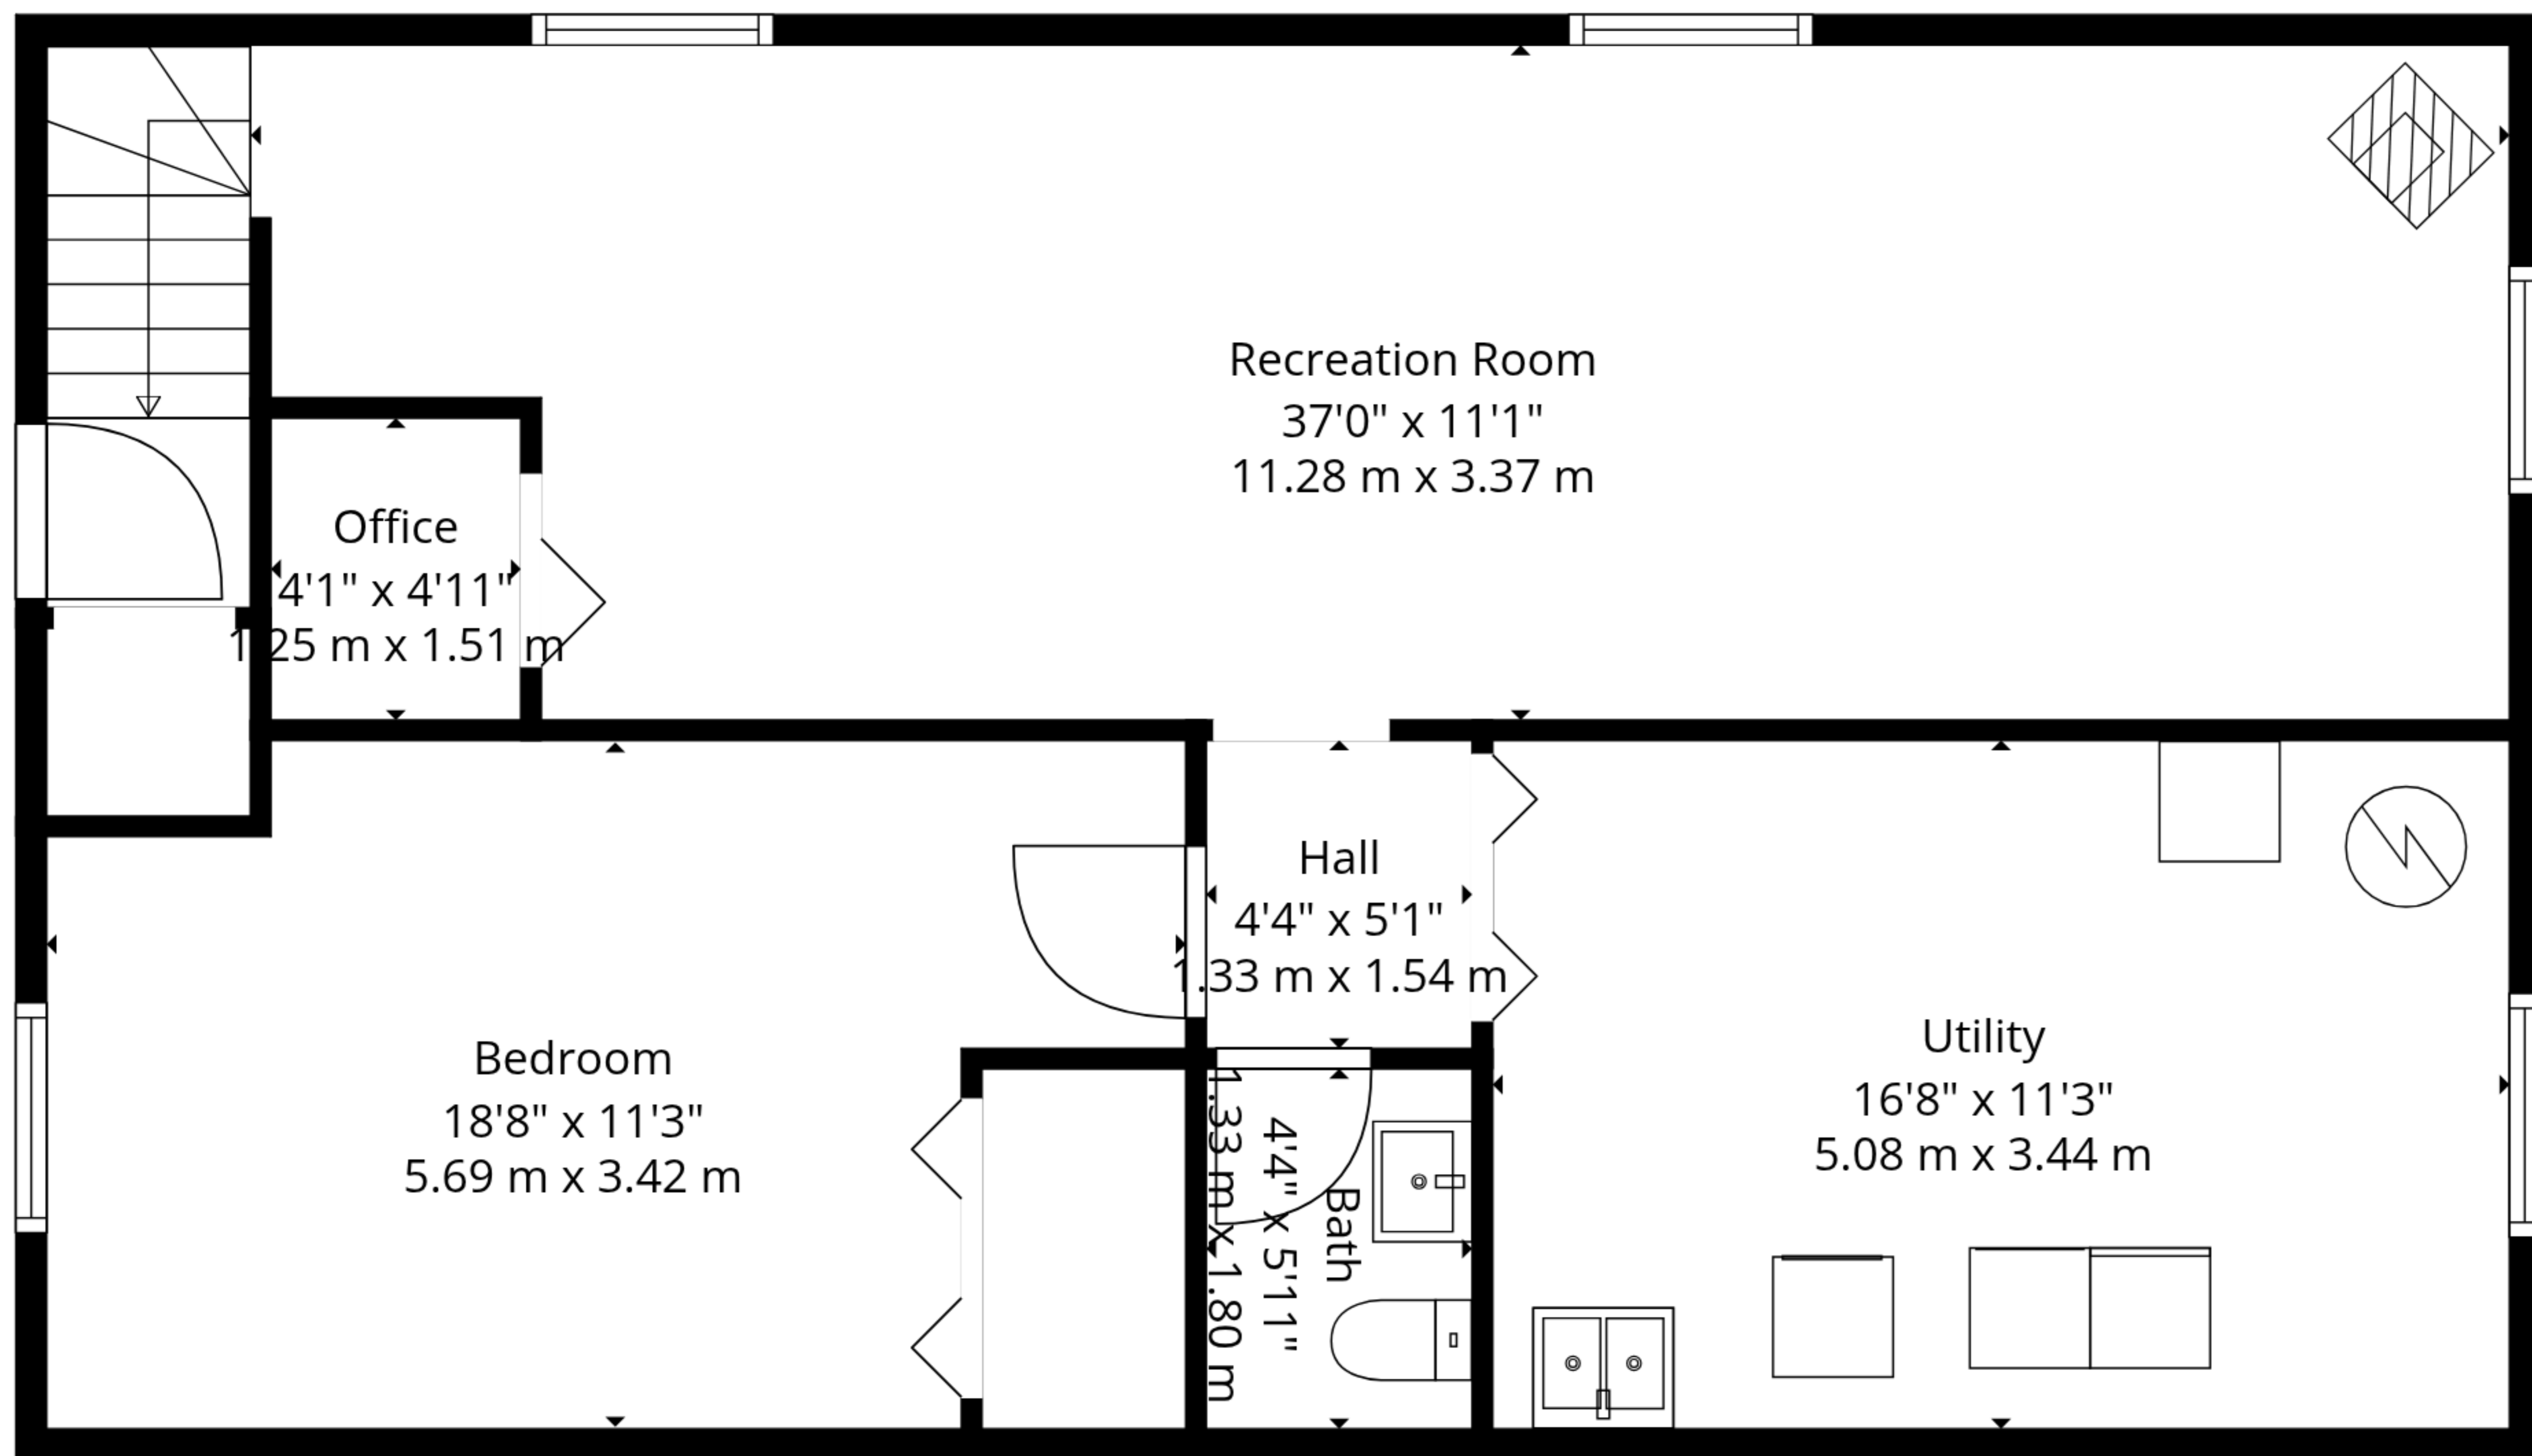 Recreation Room
37'0" x 11'1"
11.28 m x 3.37 m
Office
4'1" x 4'11"
1.25 m x 1.51 m
Hall
4'4" x 5'1"
1.33 m x 1.54 m
Bedroom
18'8" x 11'3"
5.69 m x 3.42 m
Bath
4'4" x 5'11"
1.33 m x 1.80 m
Utility
16'8" x 11'3"
5.08 m x 3.44 m